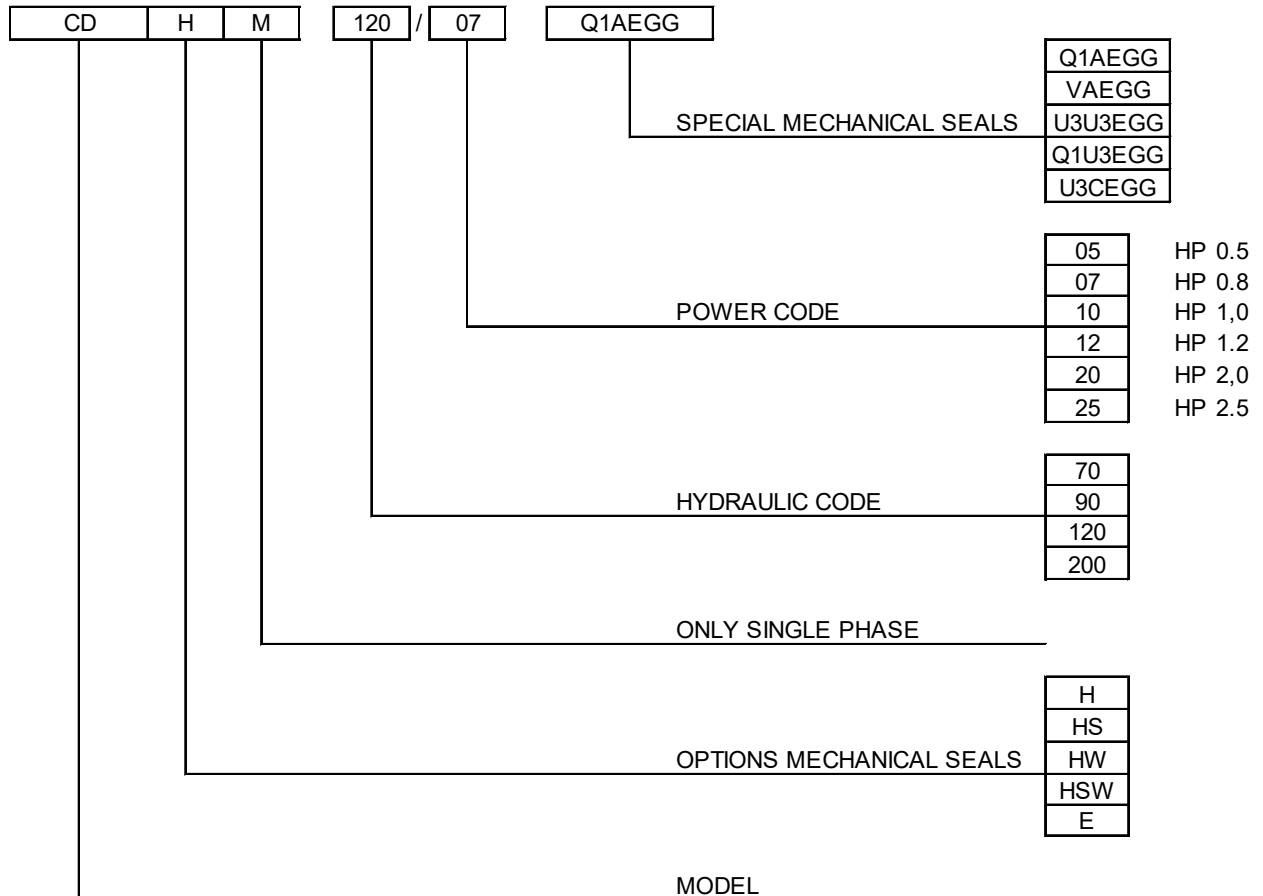 CD H M 120 / 07 Q1AEGG
Q1AEGG
VAEGG
SPECIAL MECHANICAL SEALS U3U3EGG
Q1U3EGG
U3CEGG
05 HP 0.5
07 HP 0.8
POWER CODE 10 HP 1,0
12 HP 1.2
20 HP 2,0
25 HP 2.5
70
HYDRAULIC CODE 90
120
200
ONLY SINGLE PHASE
H
HS
OPTIONS MECHANICAL SEALS HW
HSW
E
MODEL